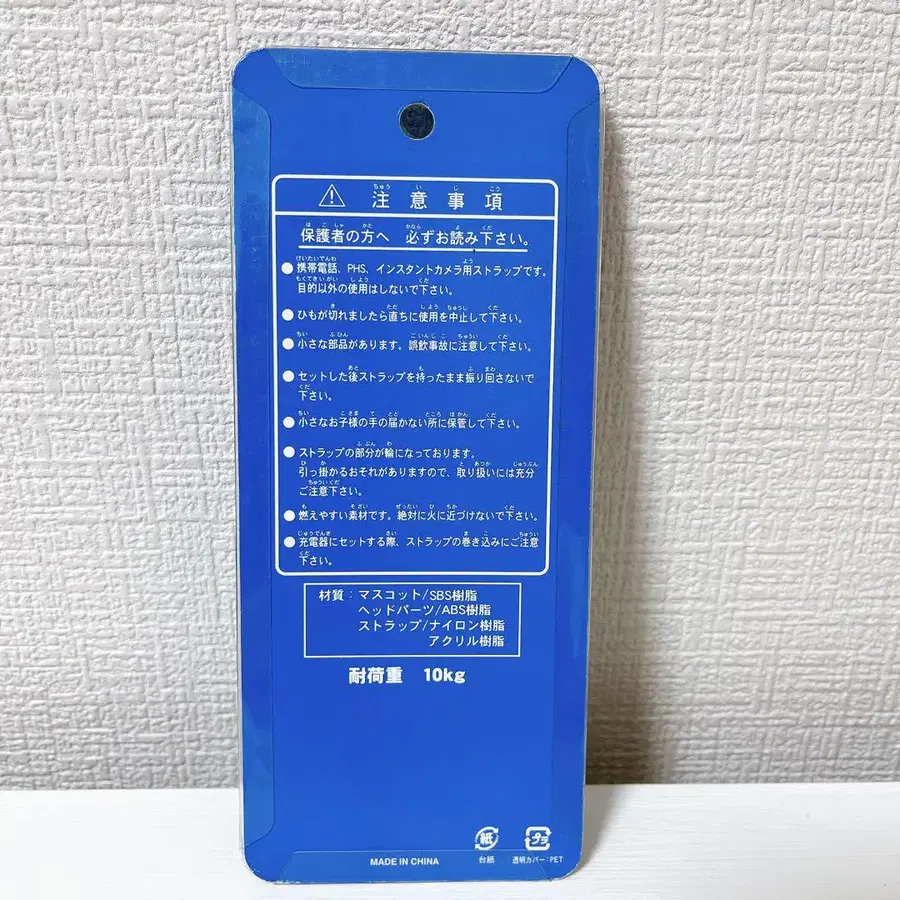 ⚠ 注意事項
保護者の方へ 必ずお読み下さい。
●携帯電話、PHS、インスタントカメラ用ストラップです。
目的以外の使用はしないで下さい。
●ひもが切れましたら直ちに使用を中止して下さい。
●小さな部品があります。誤飲事故に注意して下さい。
●セットした後ストラップを持ったまま振り回さないで
下さい。
●小さなお子様の手の届かない所に保管して下さい。
●ストラップの部分が輪になっております。
引っ掛かるおそれがありますので、取り扱いには充分
ご注意下さい。
●燃えやすい素材です。絶対に火に近づけないで下さい。
●充電器にセットする際、ストラップの巻き込みにご注意
下さい。
材質：マスコット/SBS樹脂
ヘッドパーツ/ABS樹脂
ストラップ/ナイロン樹脂
アクリル樹脂
耐荷重 10kg
紙 プラ
MADE IN CHINA 台紙 透明カバー：PET